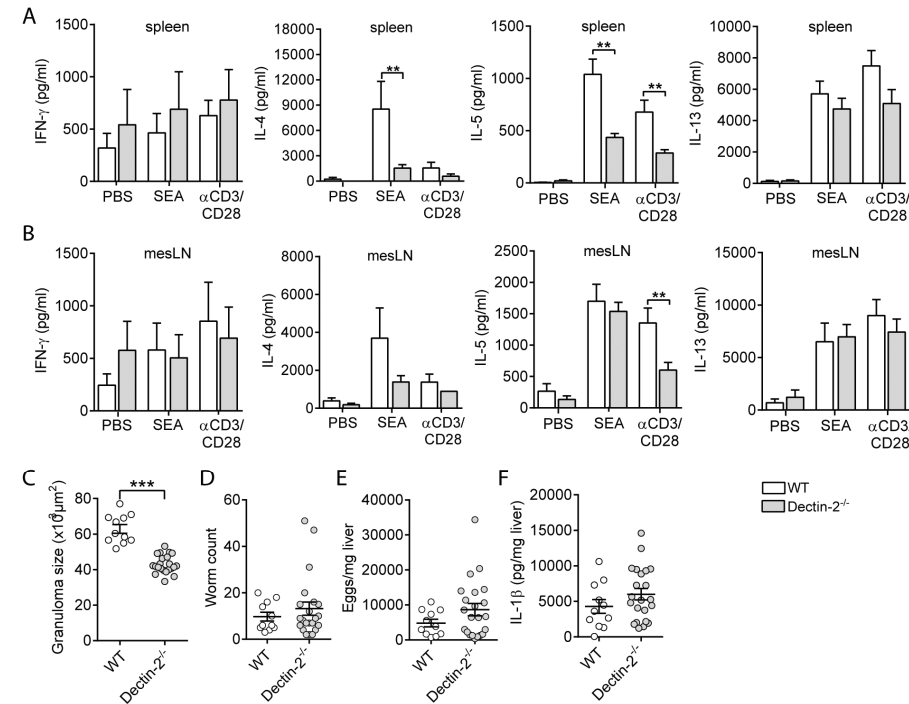 A
spleen
IFN-γ (pg/ml)
1500
1000
500
0
PBS
SEA
αCD3/
CD28
spleen
IL-4 (pg/ml)
18000
15000
12000
9000
6000
3000
0
**
PBS
SEA
αCD3/
CD28
spleen
IL-5 (pg/ml)
1500
1000
500
0
**
**
PBS
SEA
αCD3/
CD28
spleen
IL-13 (pg/ml)
10000
8000
6000
4000
2000
0
PBS
SEA
αCD3/
CD28
B
mesLN
IFN-γ (pg/ml)
1500
1000
500
0
PBS
SEA
αCD3/
CD28
mesLN
IL-4 (pg/ml)
8000
6000
4000
2000
0
PBS
SEA
αCD3/
CD28
mesLN
IL-5 (pg/ml)
2500
2000
1500
1000
500
0
**
PBS
SEA
αCD3/
CD28
mesLN
IL-13 (pg/ml)
15000
10000
5000
0
PBS
SEA
αCD3/
CD28
C
Granuloma size
80
60
40
20
0
***
WT
Dectin-2-/-
D
Worm count
60
40
20
0
WT
Dectin-2-/-
E
Eggs/mg liver
40000
30000
20000
10000
0
WT
Dectin-2-/-
F
IL-1β (pg/mg liver)
20000
15000
10000
5000
0
WT
Dectin-2-/-
WT
Dectin-2-/-